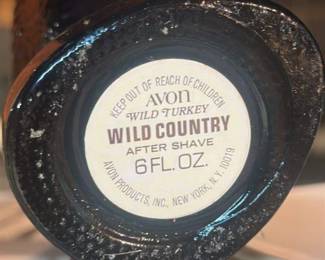 KEEP OUT OF REACH OF CHILDREN
AVON
WILD TURKEY
WILD COUNTRY
AFTER SHAVE
6 FL. OZ.
AVON PRODUCTS, INC., NEW YORK, N.Y. 10019